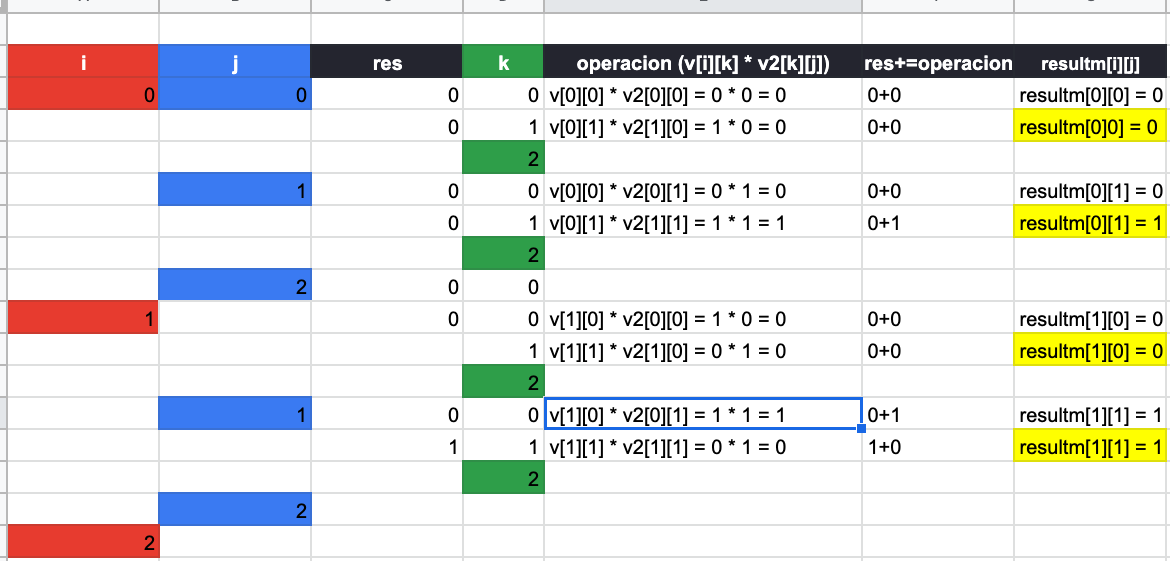 i j res k operacion (v[i][k] * v2[k][j]) res+=operacion resultm[i][j]
0 0 0 0 v[0][0] * v2[0][0] = 0 * 0 = 0 0+0 resultm[0][0] = 0
0 1 v[0][1] * v2[1][0] = 1 * 0 = 0 0+0 resultm[0]0] = 0
2
1 0 0 v[0][0] * v2[0][1] = 0 * 1 = 0 0+0 resultm[0][1] = 0
0 1 v[0][1] * v2[1][1] = 1 * 1 = 1 0+1 resultm[0][1] = 1
2
2 0 0
1 0 0 v[1][0] * v2[0][0] = 1 * 0 = 0 0+0 resultm[1][0] = 0
1 v[1][1] * v2[1][0] = 0 * 1 = 0 0+0 resultm[1][0] = 0
2
1 0 0 v[1][0] * v2[0][1] = 1 * 1 = 1 0+1 resultm[1][1] = 1
1 1 v[1][1] * v2[1][1] = 0 * 1 = 0 1+0 resultm[1][1] = 1
2
2
2